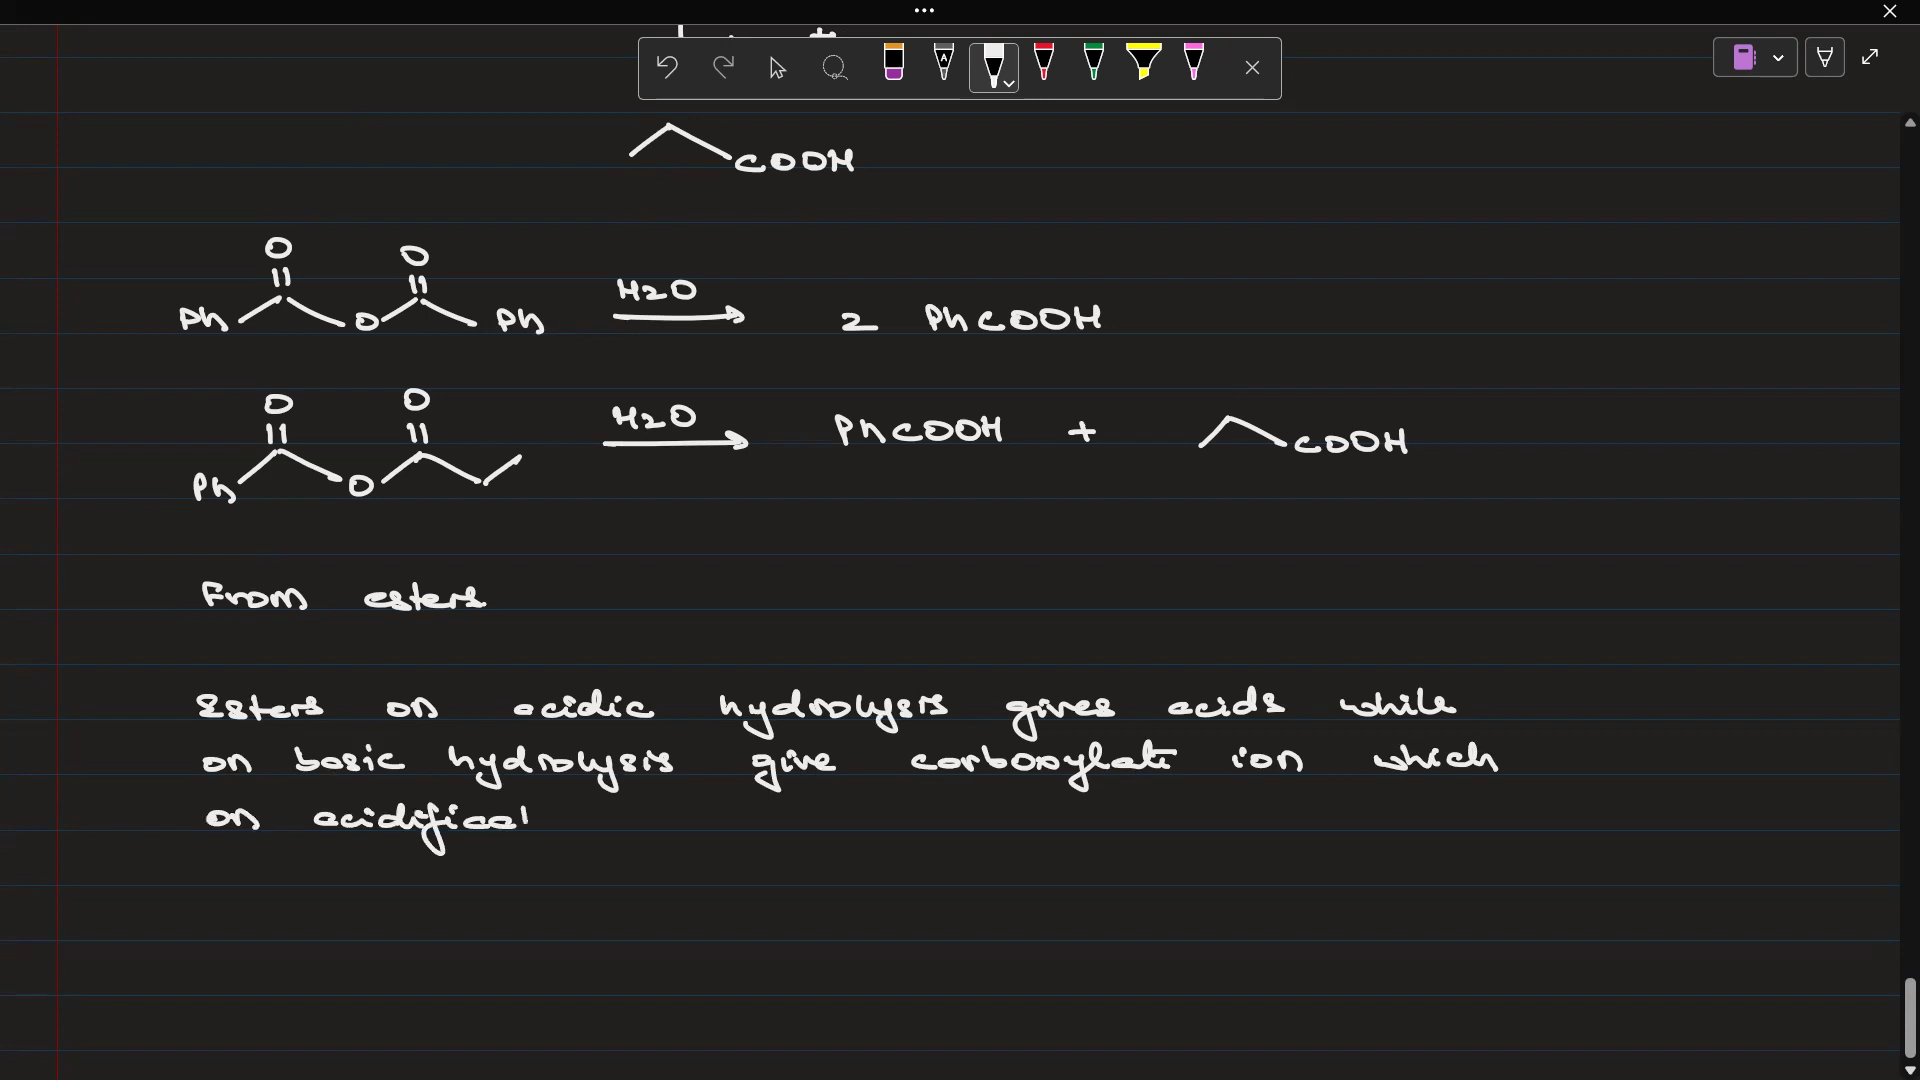 COOH
O O
Ph O Ph H2O 2 PhCOOH
O O
Ph O H2O PhCOOH + COOH
From esters
Esters on acidic hydrolysis gives acids while
on basic hydrolysis give carboxylate ion which
on acidificat